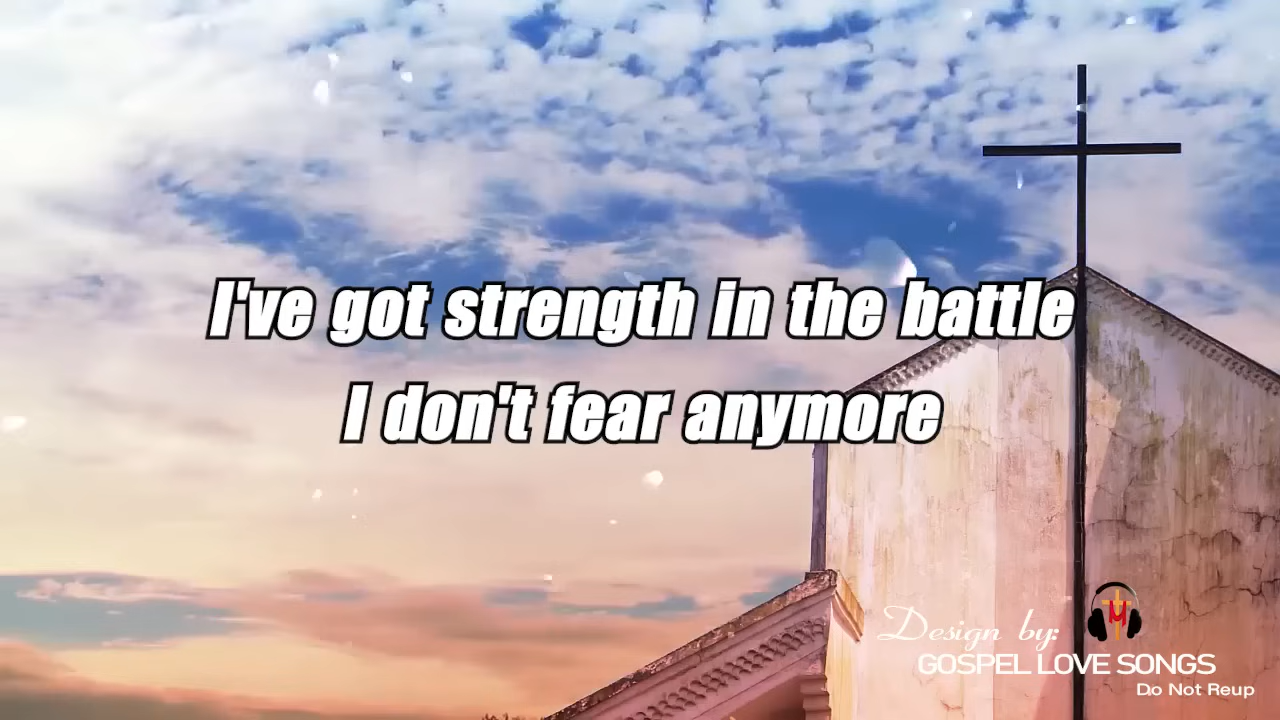 I've got strength in the battle
I don't fear anymore
Design by:
GOSPEL LOVE SONGS
Do Not Reup